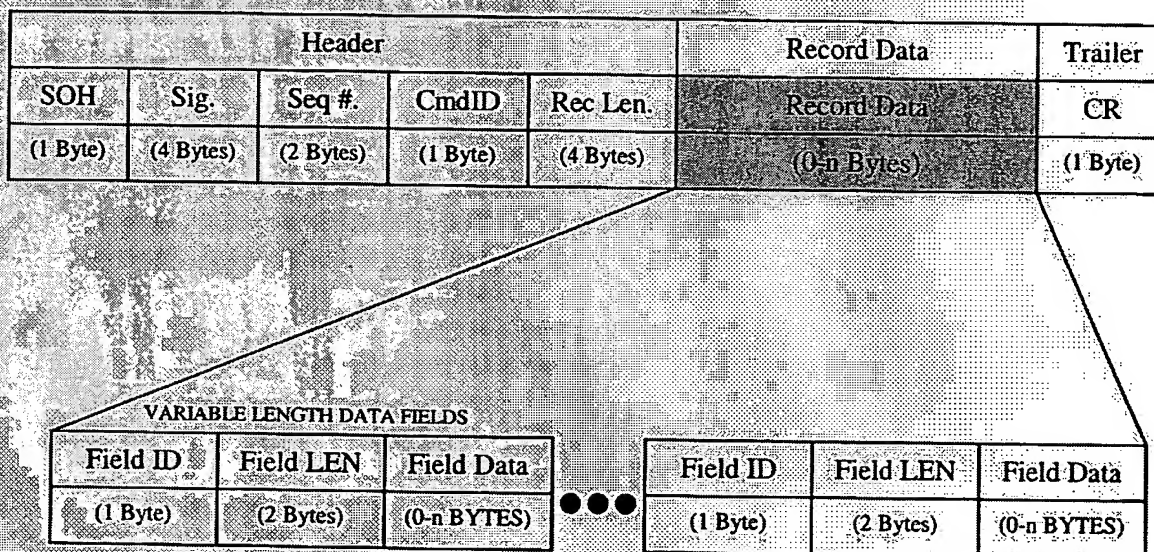 Header Record Data Trailer
SOH Sig. Seq #. CmdID Rec Len. Record Data CR
(1 Byte) (4 Bytes) (2 Bytes) (1 Byte) (4 Bytes) (0-n Bytes) (1 Byte)
VARIABLE LENGTH DATA FIELDS
Field ID Field LEN Field Data Field ID Field LEN Field Data
(1 Byte) (2 Bytes) (0-n BYTES) (1 Byte) (2 Bytes) (0-n BYTES)